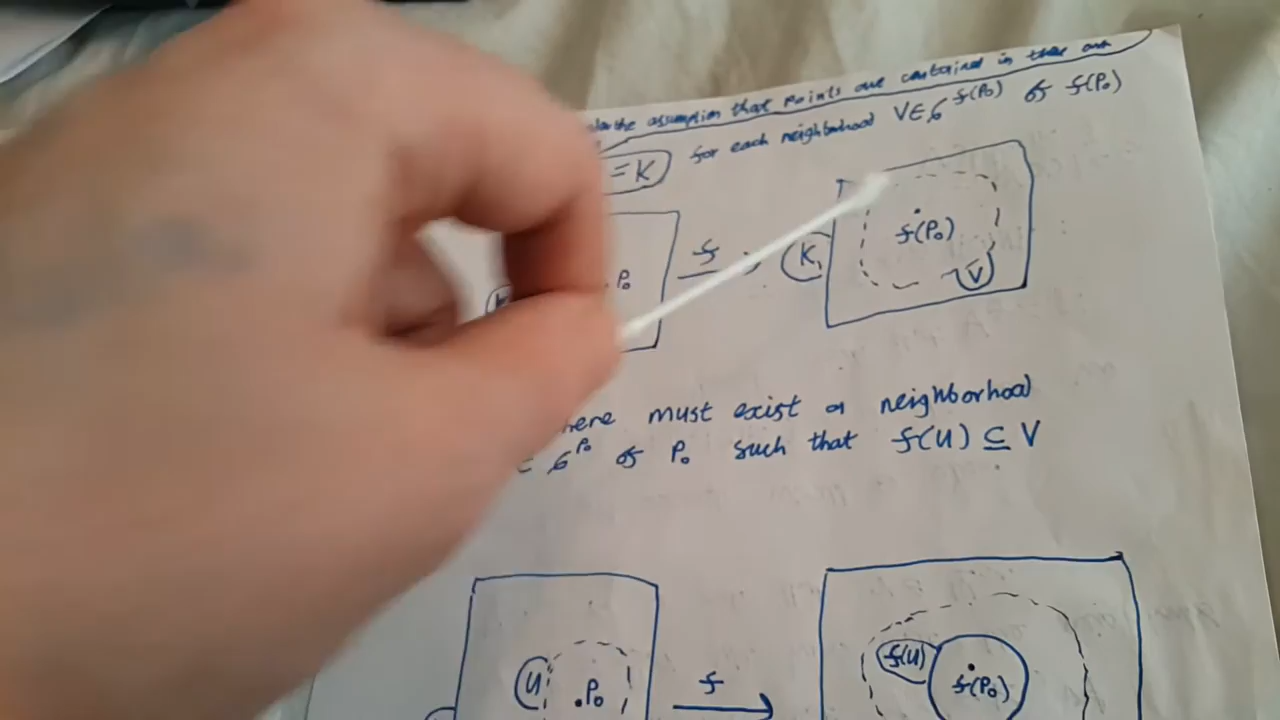 the assumption that points are contained in their own
= K for each neighborhood V ∈ 𝒢^f(P₀) of f(P₀)
P₀ f K₁ f(P₀) V
there must exist a neighborhood
∈ 𝒢^P₀ of P₀ such that f(U) ⊆ V
U .P₀ f f(U) f(P₀)